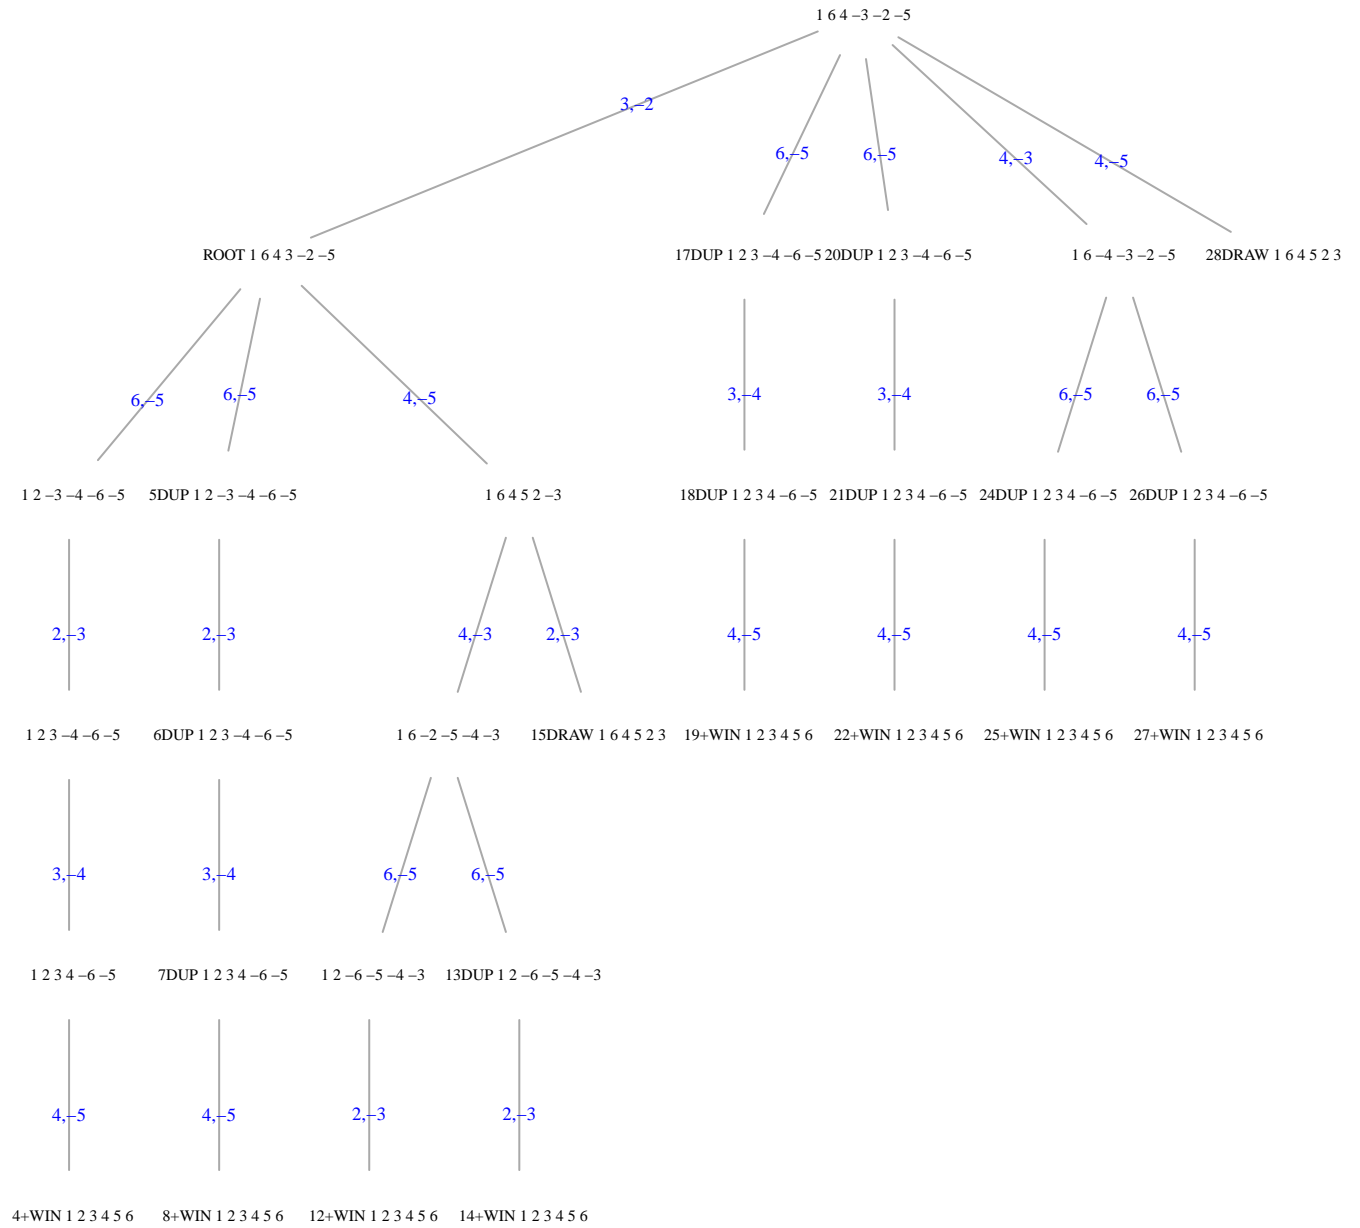 1 6 4 −3 −2 −5
3,−2
6,−5
6,−5
4,−3
4,−5
ROOT 1 6 4 3 −2 −5
17DUP 1 2 3 −4 −6 −5
20DUP 1 2 3 −4 −6 −5
1 6 −4 −3 −2 −5
28DRAW 1 6 4 5 2 3
6,−5
6,−5
4,−5
3,−4
3,−4
6,−5
6,−5
1 2 −3 −4 −6 −5
5DUP 1 2 −3 −4 −6 −5
1 6 4 5 2 −3
18DUP 1 2 3 4 −6 −5
21DUP 1 2 3 4 −6 −5
24DUP 1 2 3 4 −6 −5
26DUP 1 2 3 4 −6 −5
2,−3
2,−3
4,−3
2,−3
4,−5
4,−5
4,−5
4,−5
1 2 3 −4 −6 −5
6DUP 1 2 3 −4 −6 −5
1 6 −2 −5 −4 −3
15DRAW 1 6 4 5 2 3
19+WIN 1 2 3 4 5 6
22+WIN 1 2 3 4 5 6
25+WIN 1 2 3 4 5 6
27+WIN 1 2 3 4 5 6
3,−4
3,−4
6,−5
6,−5
1 2 3 4 −6 −5
7DUP 1 2 3 4 −6 −5
1 2 −6 −5 −4 −3
13DUP 1 2 −6 −5 −4 −3
4,−5
4,−5
2,−3
2,−3
4+WIN 1 2 3 4 5 6
8+WIN 1 2 3 4 5 6
12+WIN 1 2 3 4 5 6
14+WIN 1 2 3 4 5 6